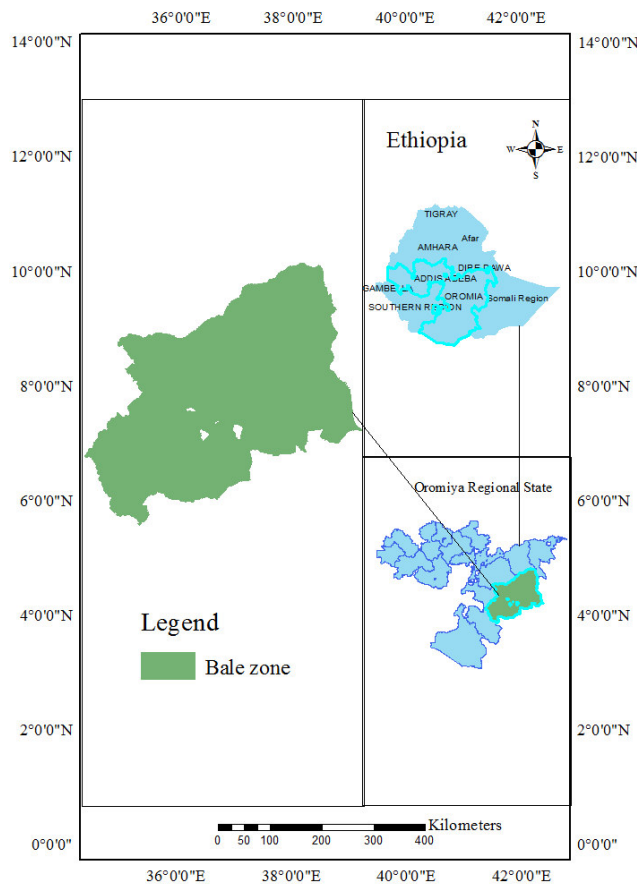 36°0'0"E 38°0'0"E 40°0'0"E 42°0'0"E
14°0'0"N 14°0'0"N
Ethiopia
N
W E
S
12°0'0"N 12°0'0"N
TIGRAY
Afar
AMHARA
DIRE DAWA
10°0'0"N 10°0'0"N
ADDIS ABEBA
GAMBELLA
OROMIA
Somali Region
SOUTHERN REGION
8°0'0"N 8°0'0"N
Oromiya Regional State
6°0'0"N 6°0'0"N
4°0'0"N 4°0'0"N
Legend
Bale zone
2°0'0"N 2°0'0"N
Kilometers
0 50 100 200 300 400
0°0'0" 0°0'0"
36°0'0"E 38°0'0"E 40°0'0"E 42°0'0"E